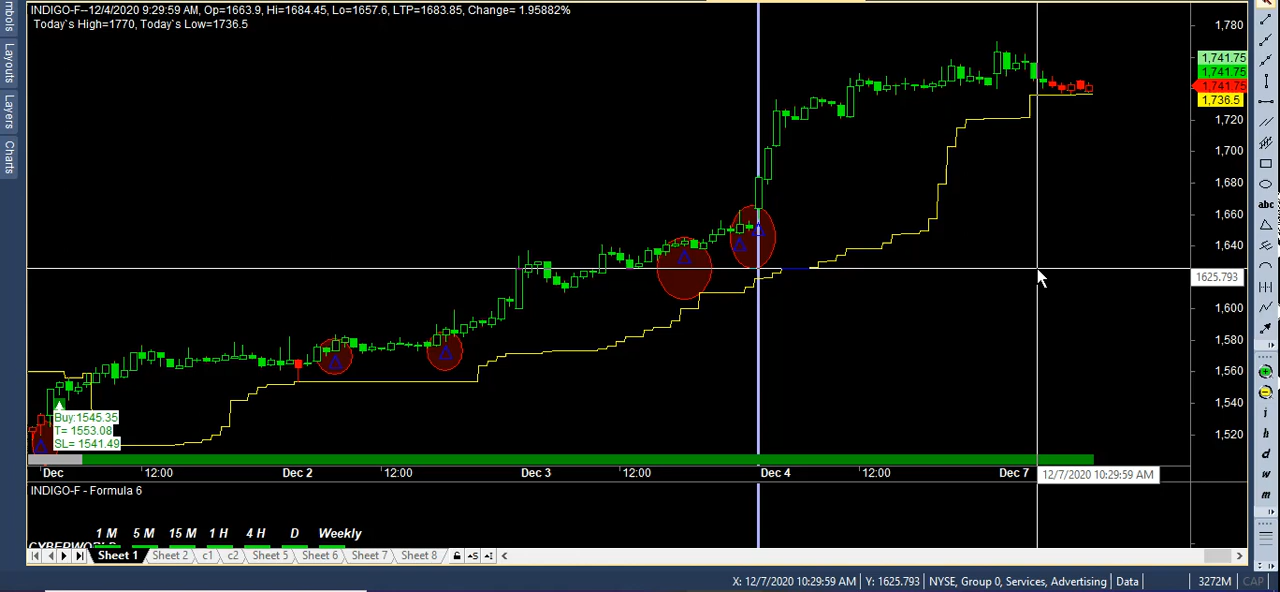 INDIGO-F--12/4/2020 9:29:59 AM, Op=1663.9, Hi=1684.45, Lo=1657.6, LTP=1683.85, Change= 1.95882%
Today`s High=1770, Today`s Low=1736.5
Layouts
Layers
Charts
1,780
1,741.75
1,741.75
1,741.75
1,736.5
1,720
1,700
1,680
1,660
1,640
1625.793
1,600
1,580
1,560
1,540
1,520
abc
i
h
d
w
m
Buy:1545.35
T= 1553.08
SL= 1541.49
Dec 12:00 Dec 2 12:00 Dec 3 12:00 Dec 4 12:00 Dec 7 12/7/2020 10:29:59 AM
INDIGO-F - Formula 6
1 M 5 M 15 M 1 H 4 H D Weekly
Sheet 1 Sheet 2 c1 c2 Sheet 5 Sheet 6 Sheet 7 Sheet 8
X: 12/7/2020 10:29:59 AM Y: 1625.793 NYSE, Group 0, Services, Advertising Data 3272M CAP